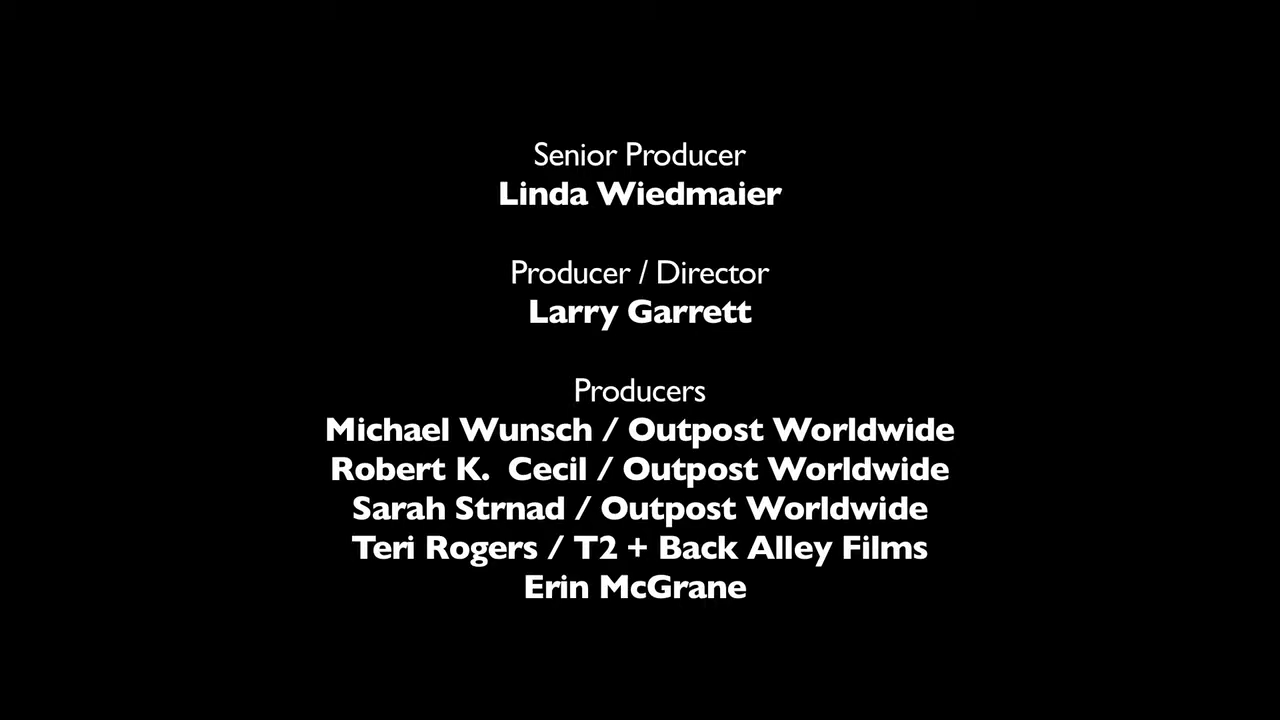 Senior Producer
Linda Wiedmaier
Producer / Director
Larry Garrett
Producers
Michael Wunsch / Outpost Worldwide
Robert K.  Cecil / Outpost Worldwide
Sarah Strnad / Outpost Worldwide
Teri Rogers / T2 + Back Alley Films
Erin McGrane